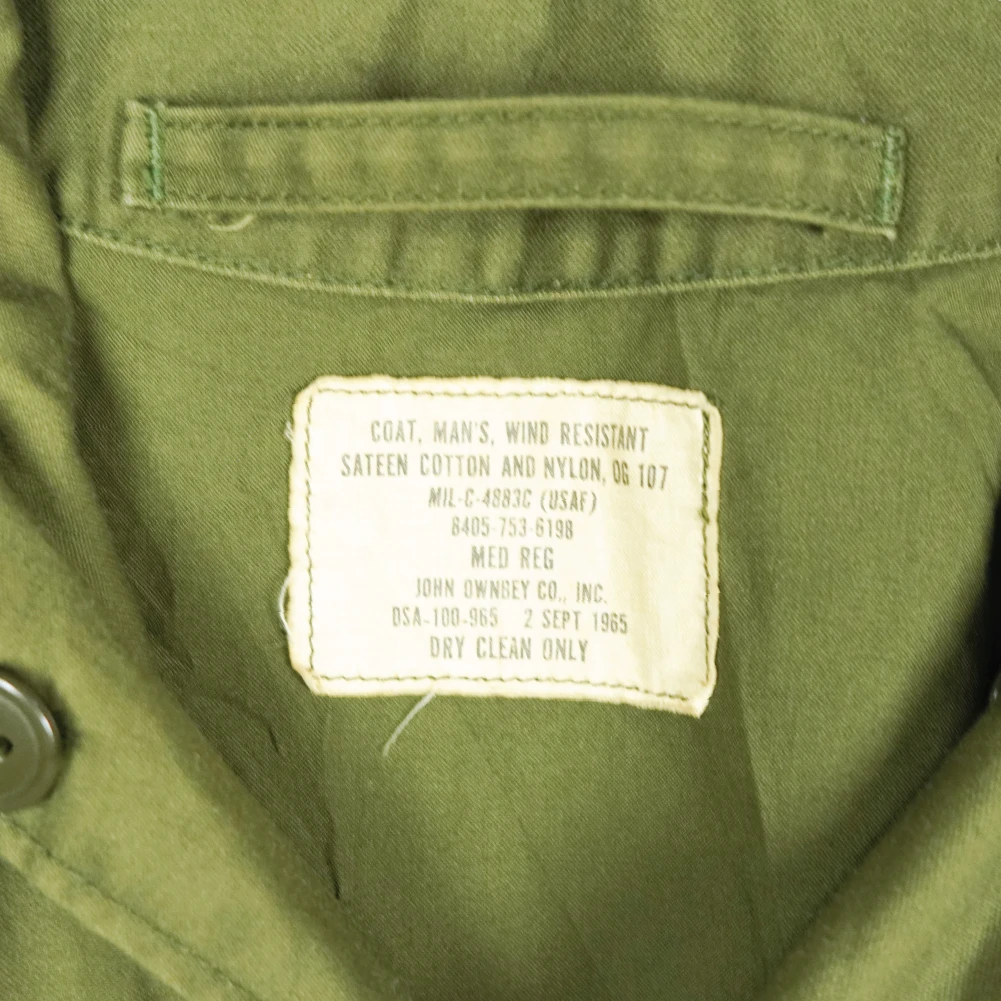 COAT, MAN'S, WIND RESISTANT
SATEEN COTTON AND NYLON, OG 107
MIL-C-4883C (USAF)
8405-753-6198
MED REG
JOHN OWNBEY CO., INC.
DSA-100-965 2 SEPT 1965
DRY CLEAN ONLY